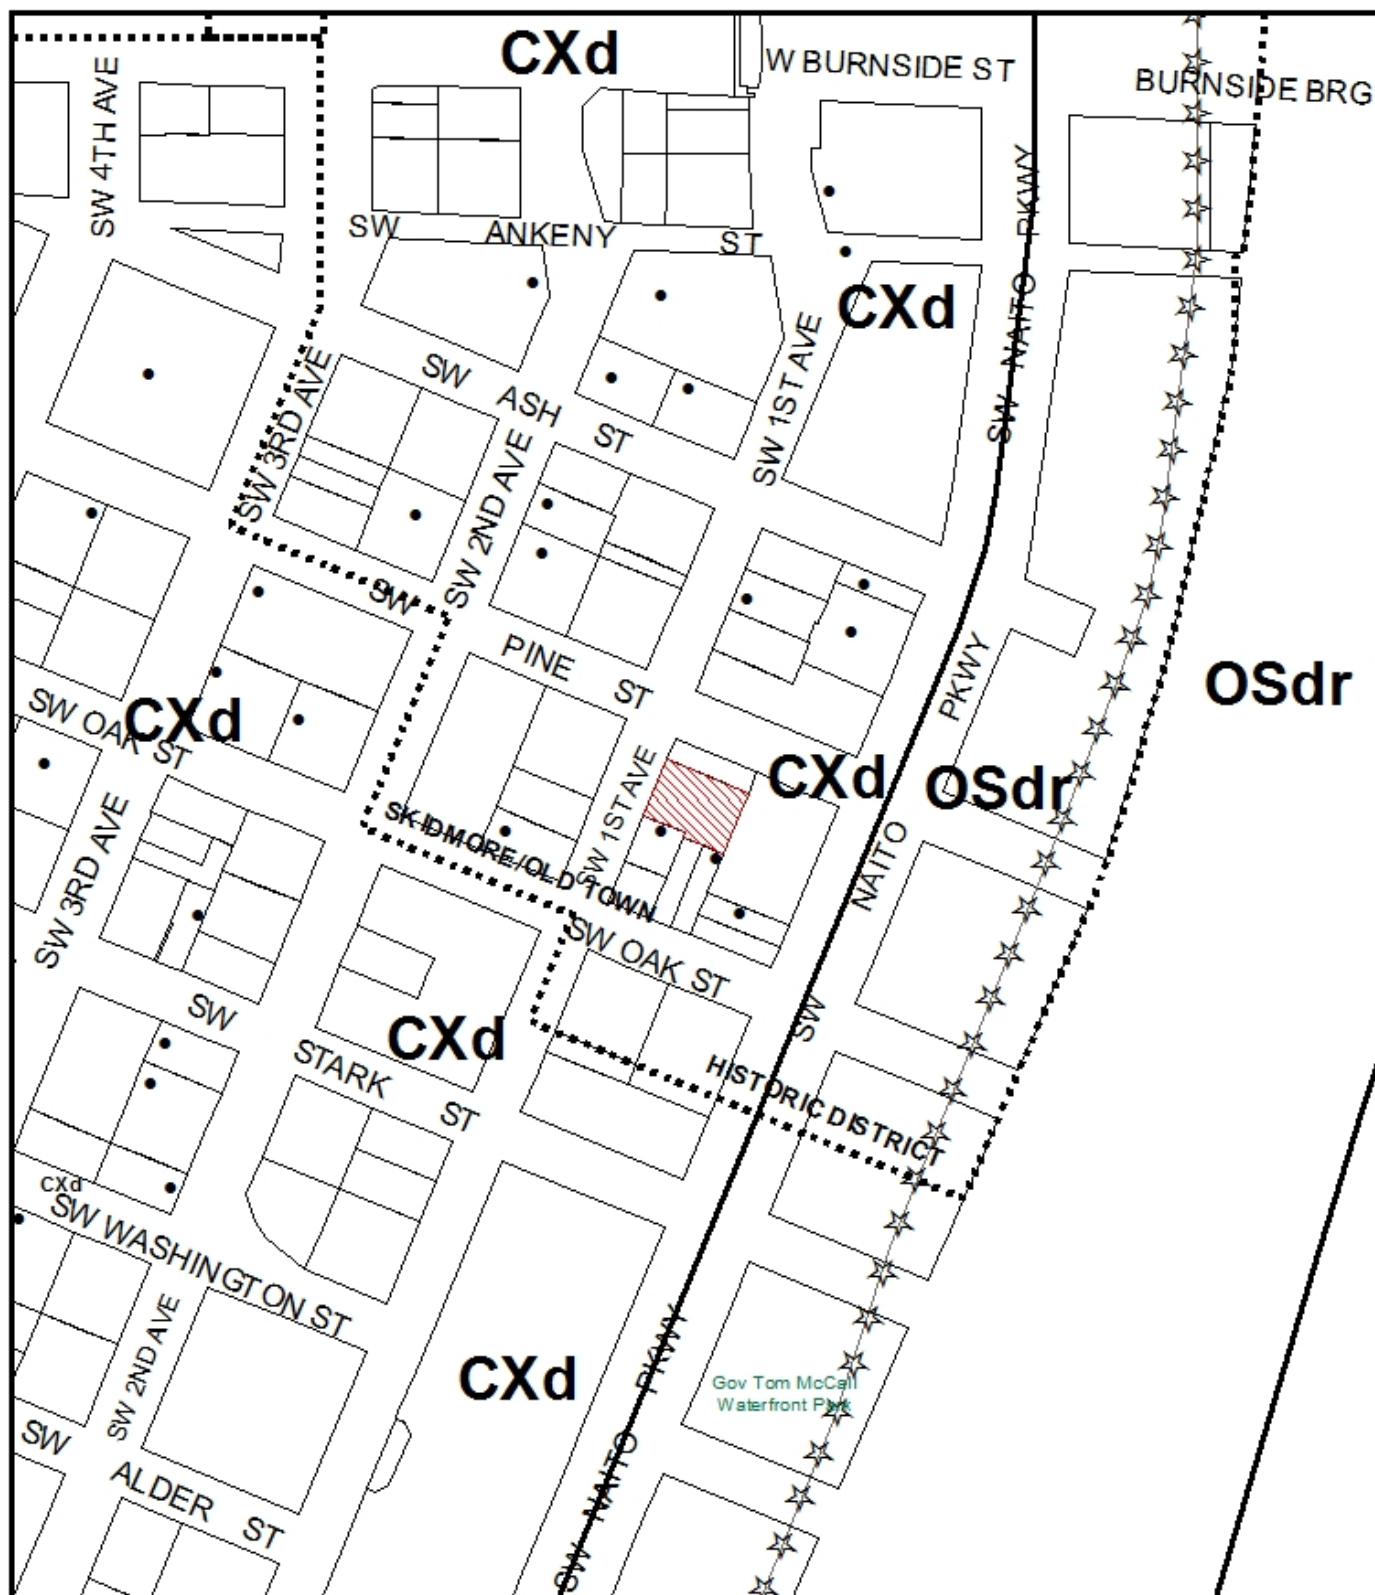 CXd
W BURNSIDE ST
BURNSIDE BRG
SW 4TH AVE
SW ANKENY ST
SW NAITO PKWY
CXd
SW 1ST AVE
SW ASH ST
SW 3RD AVE
SW 2ND AVE
SW PINE ST
OSdr
SW OAK ST
CXd
CXd
OSdr
PKWY
SW 1ST AVE
SKIDMORE/OLD TOWN
SW 3RD AVE
NAITO
SW OAK ST
SW
SW STARK ST
CXd
HISTORIC DISTRICT
CXd
SW WASHINGTON ST
SW 2ND AVE
CXd
Gov Tom McCall
Waterfront Park
SW NAITO PKWY
SW ALDER ST